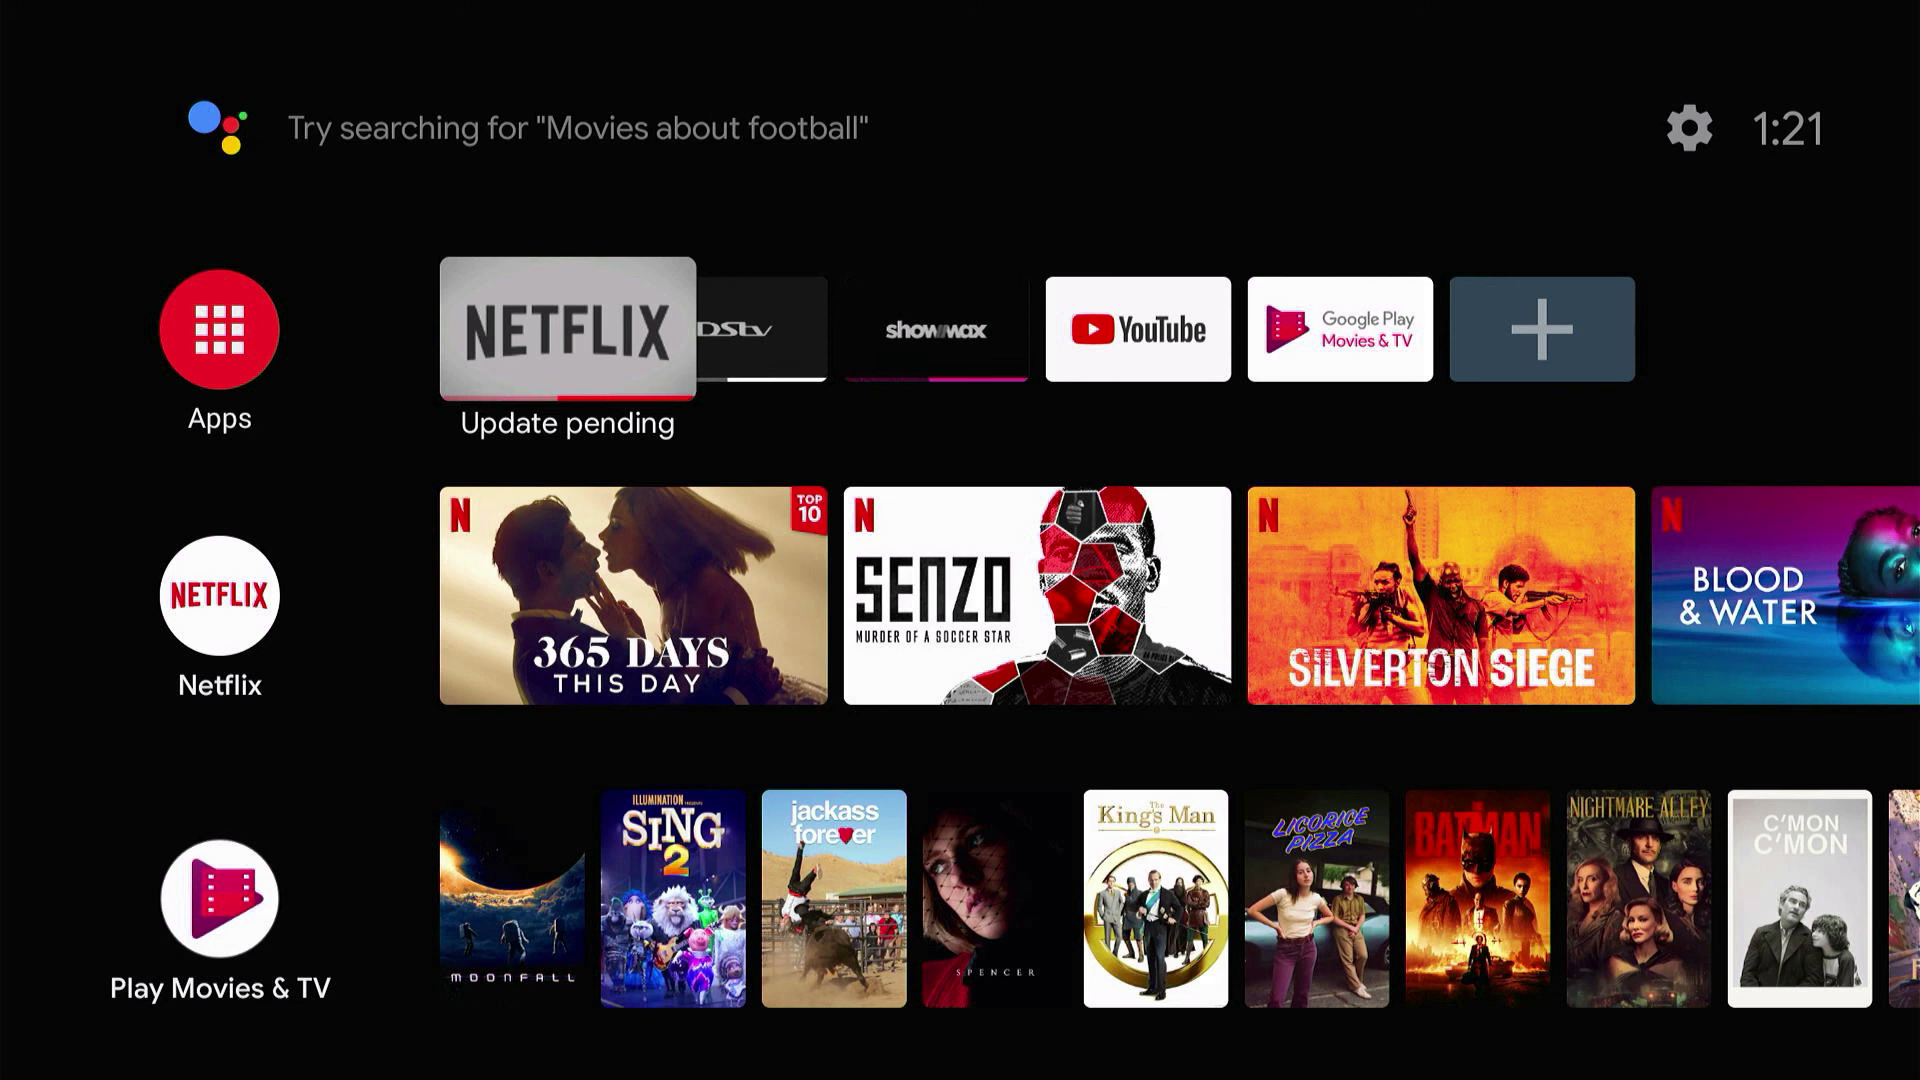 Try searching for "Movies about football"
1:21
Apps
NETFLIX
DStv
showmax
YouTube
Google Play
Movies & TV
Update pending
NETFLIX
Netflix
N
TOP
10
365 DAYS
THIS DAY
N
SENZO
MURDER OF A SOCCER STAR
N
SILVERTON SIEGE
N
BLOOD
& WATER
Play Movies & TV
MOONFALL
ILLUMINATION
SING
2
jackass
forever
SPENCER
The
King's Man
LICORICE
PIZZA
BATMAN
NIGHTMARE ALLEY
C'MON
C'MON